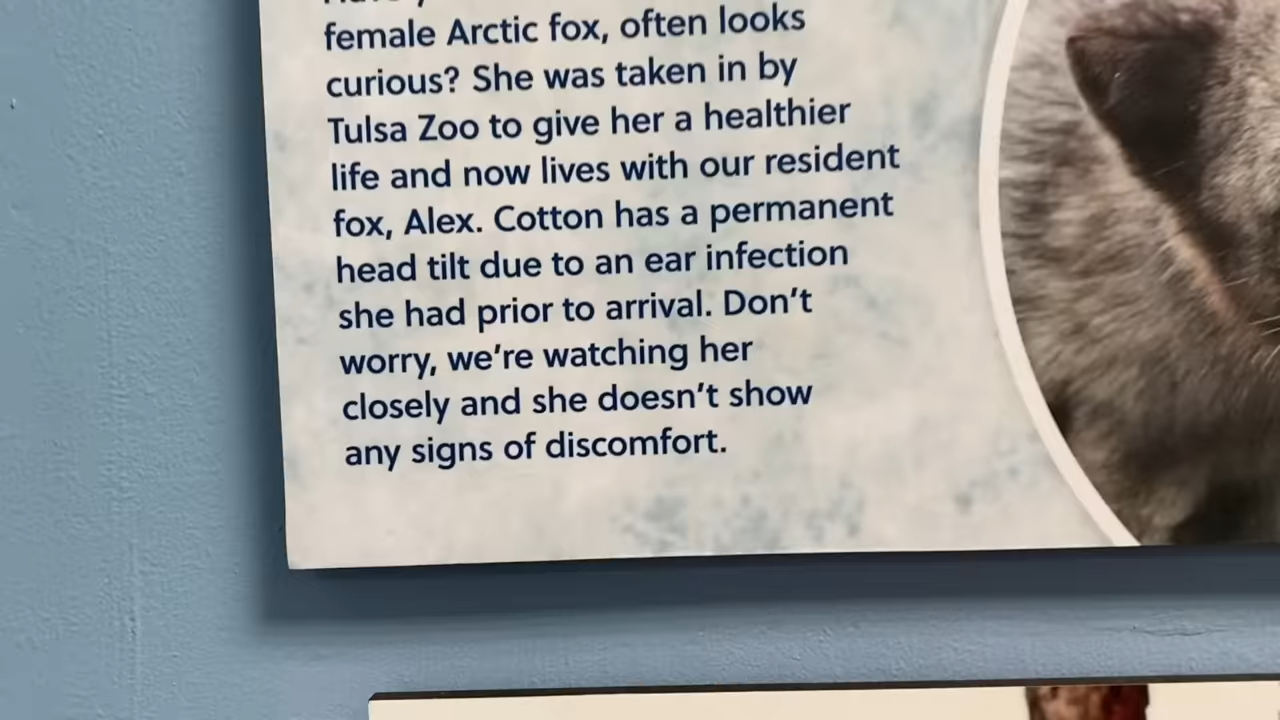 female Arctic fox, often looks
curious? She was taken in by
Tulsa Zoo to give her a healthier
life and now lives with our resident
fox, Alex. Cotton has a permanent
head tilt due to an ear infection
she had prior to arrival. Don’t
worry, we’re watching her
closely and she doesn’t show
any signs of discomfort.